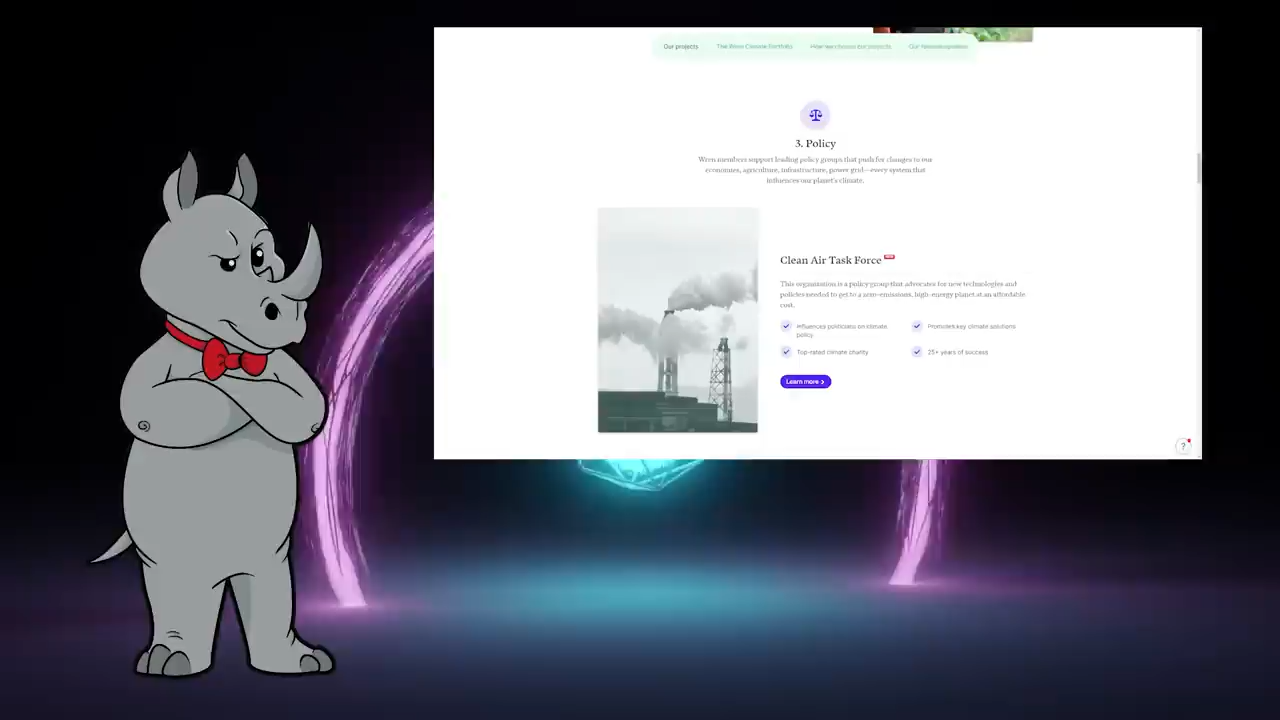 Our projects
The Wren Climate Portfolio
How we choose our projects
3. Policy
Wren members support leading policy groups that push for changes to our
economies, agriculture, infrastructure, power grid—every system that
influences our planet's climate.
Clean Air Task Force
This organization is a policy group that advocates for new technologies and
policies needed to get to a zero-emissions, high-energy planet at an affordable
cost.
Influences politicians on climate
policy
Promotes key climate solutions
Top-rated climate charity
25+ years of success
Learn more >
?